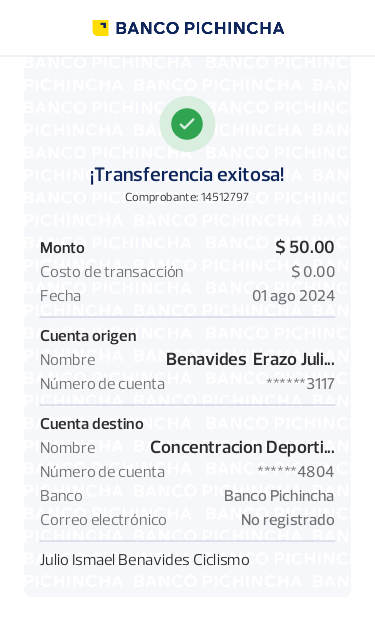 BANCO PICHINCHA
¡Transferencia exitosa!
Comprobante: 14512797
Monto $ 50.00
Costo de transacción $ 0.00
Fecha 01 ago 2024
Cuenta origen
Nombre Benavides Erazo Juli...
Número de cuenta ******3117
Cuenta destino
Nombre Concentracion Deporti...
Número de cuenta ******4804
Banco Banco Pichincha
Correo electrónico No registrado
Julio Ismael Benavides Ciclismo